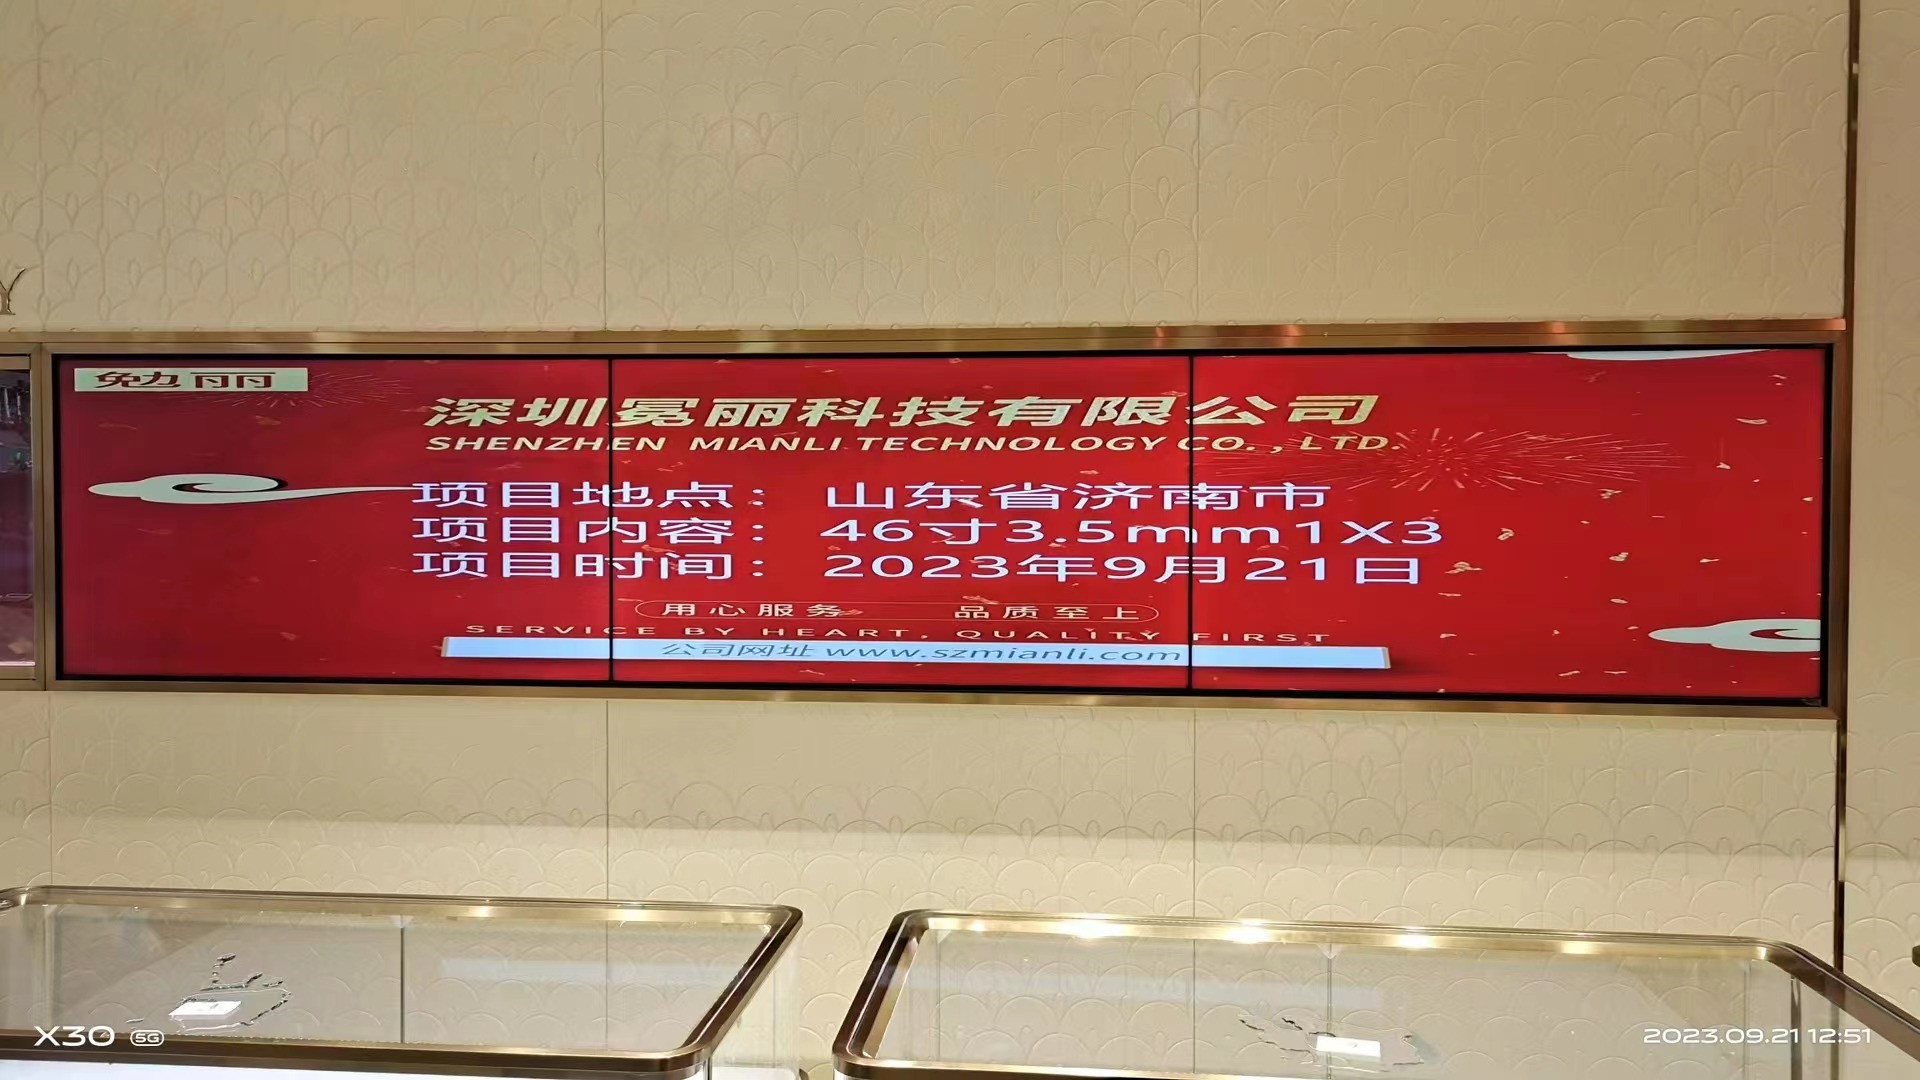 Y
勉丽
深圳冕丽科技有限公司
SHENZHEN MIANLI TECHNOLOGY CO.,LTD.
项目地点： 山东省济南市
项目内容： 46寸3.5mm1X3
项目时间： 2023年9月21日
用心服务 品质至上
SERVICE BY HEART, QUALITY FIRST
公司网址 www.szmianli.com
X30 5G
2023.09.21 12:51